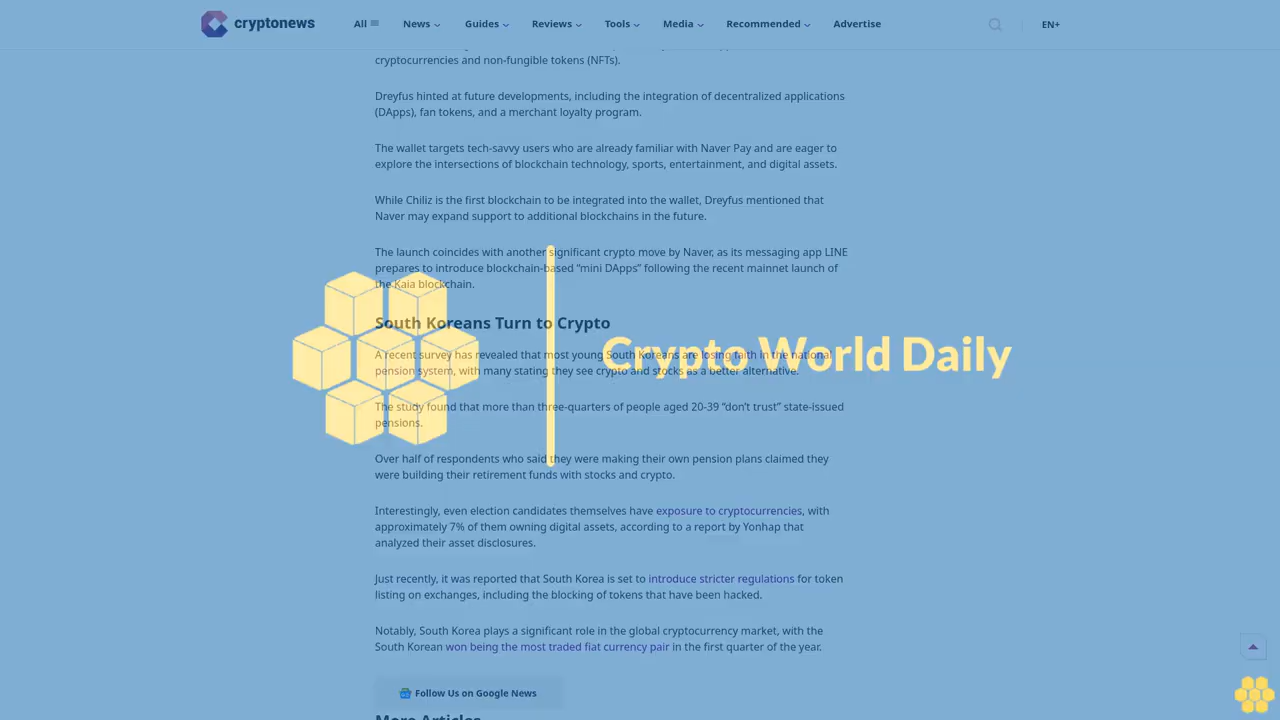 cryptonews All News Guides Reviews Tools Media Recommended Advertise EN+
cryptocurrencies and non-fungible tokens (NFTs).
Dreyfus hinted at future developments, including the integration of decentralized applications
(DApps), fan tokens, and a merchant loyalty program.
The wallet targets tech-savvy users who are already familiar with Naver Pay and are eager to
explore the intersections of blockchain technology, sports, entertainment, and digital assets.
While Chiliz is the first blockchain to be integrated into the wallet, Dreyfus mentioned that
Naver may expand support to additional blockchains in the future.
The launch coincides with another significant crypto move by Naver, as its messaging app LINE
prepares to introduce blockchain-based “mini DApps” following the recent mainnet launch of
the Kaia blockchain.
South Koreans Turn to Crypto
A recent survey has revealed that most young South Koreans are losing faith in the national
pension system, with many stating they see crypto and stocks as a better alternative.
Crypto World Daily
The study found that more than three-quarters of people aged 20-39 “don’t trust” state-issued
pensions.
Over half of respondents who said they were making their own pension plans claimed they
were building their retirement funds with stocks and crypto.
Interestingly, even election candidates themselves have exposure to cryptocurrencies, with
approximately 7% of them owning digital assets, according to a report by Yonhap that
analyzed their asset disclosures.
Just recently, it was reported that South Korea is set to introduce stricter regulations for token
listing on exchanges, including the blocking of tokens that have been hacked.
Notably, South Korea plays a significant role in the global cryptocurrency market, with the
South Korean won being the most traded fiat currency pair in the first quarter of the year.
Follow Us on Google News
More Articles